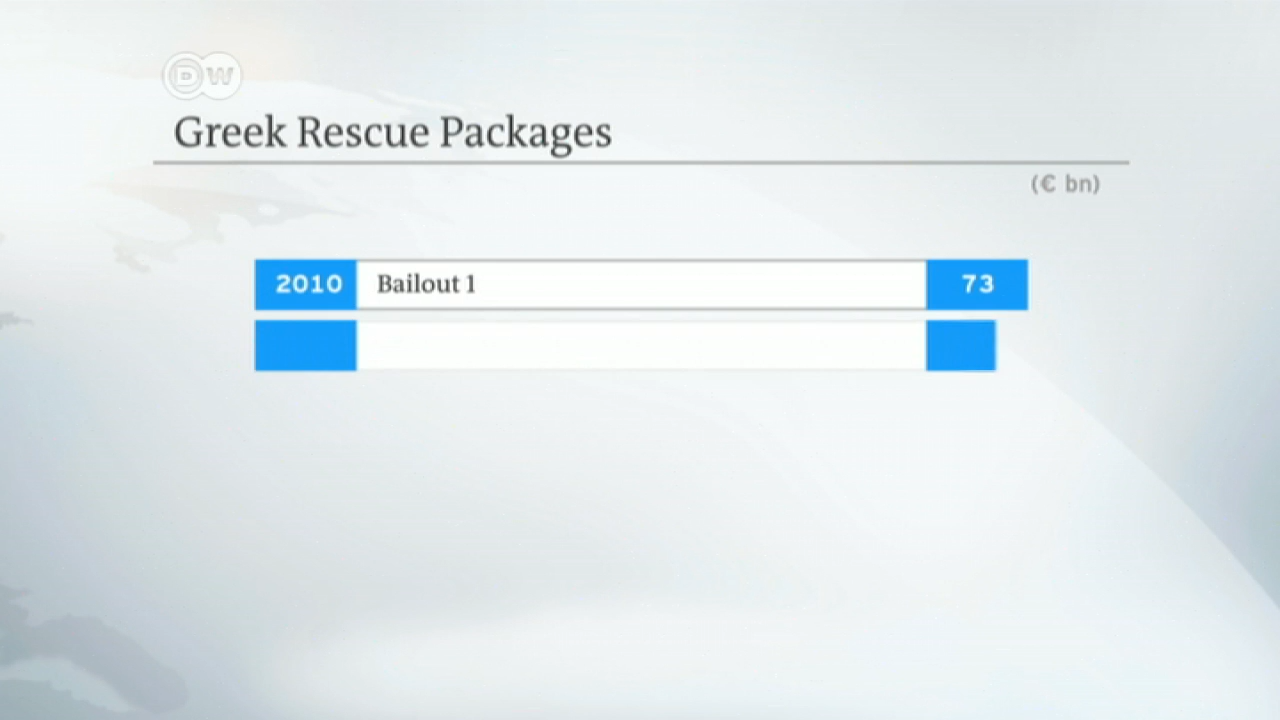 DW
Greek Rescue Packages
(€ bn)
2010 Bailout 1 73